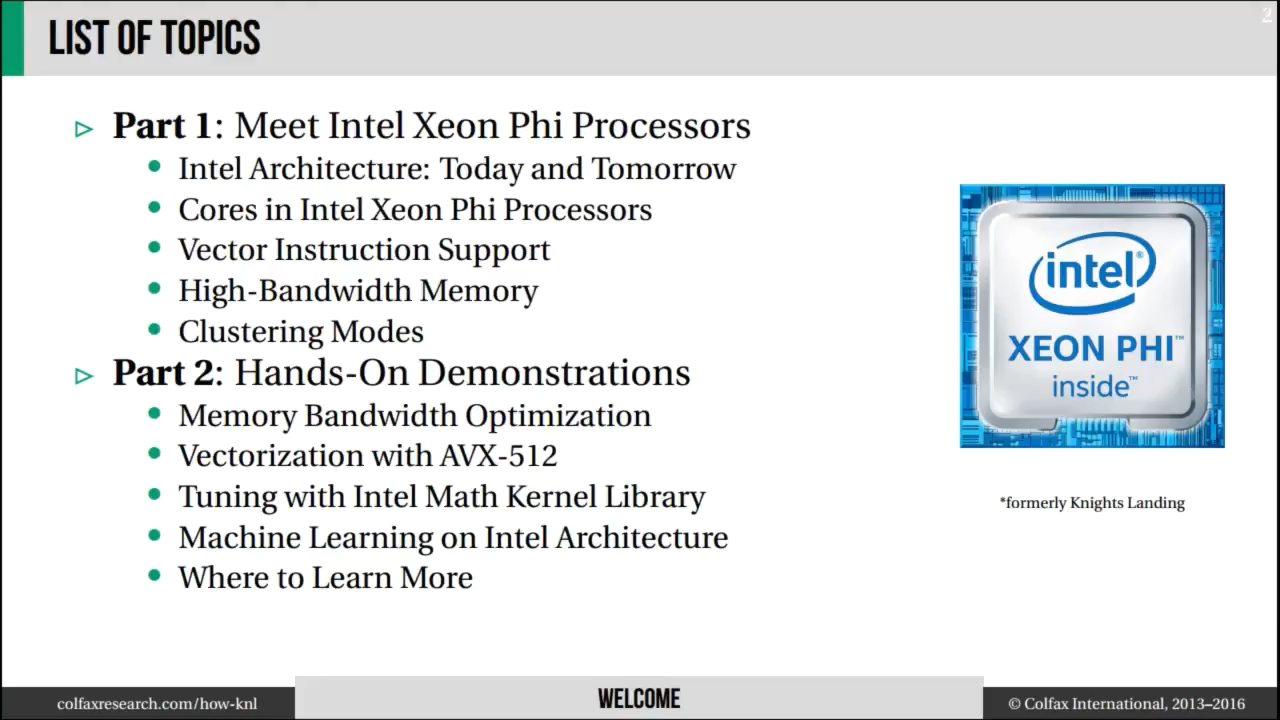 LIST OF TOPICS
2
▷ Part 1: Meet Intel Xeon Phi Processors
• Intel Architecture: Today and Tomorrow
• Cores in Intel Xeon Phi Processors
• Vector Instruction Support
• High-Bandwidth Memory
• Clustering Modes
▷ Part 2: Hands-On Demonstrations
• Memory Bandwidth Optimization
• Vectorization with AVX-512
• Tuning with Intel Math Kernel Library
• Machine Learning on Intel Architecture
• Where to Learn More
intel®
XEON PHI™
inside™
*formerly Knights Landing
colfaxresearch.com/how-knl
WELCOME
© Colfax International, 2013–2016